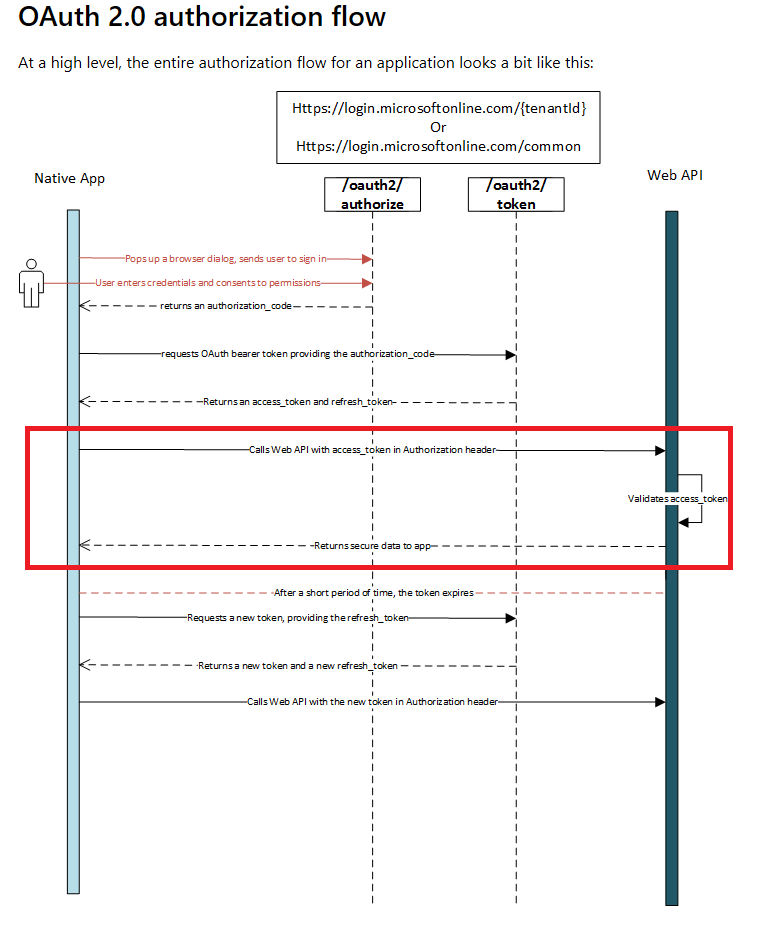 OAuth 2.0 authorization flow
At a high level, the entire authorization flow for an application looks a bit like this:
Https://login.microsoftonline.com/{tenantId}
Or
Https://login.microsoftonline.com/common
Native App
/oauth2/
authorize
/oauth2/
token
Web API
Pops up a browser dialog, sends user to sign in
User enters credentials and consents to permissions
returns an authorization_code
requests OAuth bearer token providing the authorization_code
Returns an access_token and refresh_token
Calls Web API with access_token in Authorization header
Validates access_token
Returns secure data to app
After a short period of time, the token expires
Requests a new token, providing the refresh_token
Returns a new token and a new refresh_token
Calls Web API with the new token in Authorization header